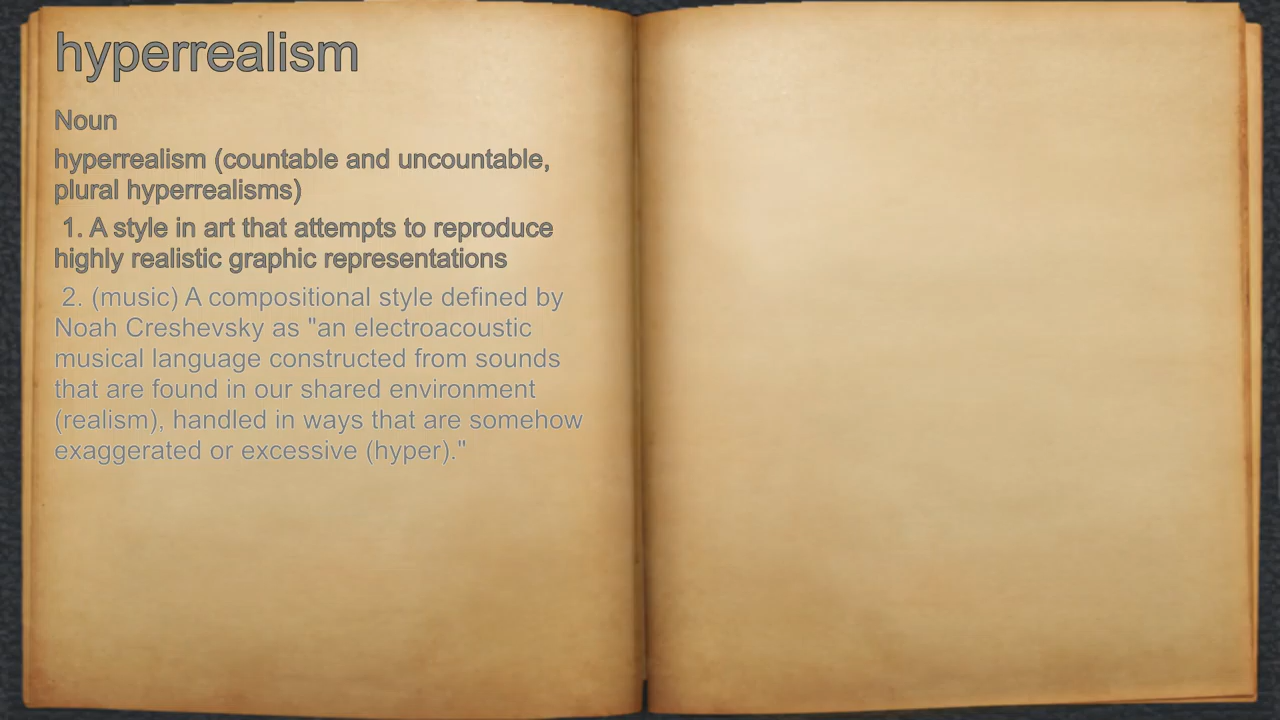 hyperrealism
Noun
hyperrealism (countable and uncountable,
plural hyperrealisms)
1. A style in art that attempts to reproduce
highly realistic graphic representations
2. (music) A compositional style defined by
Noah Creshevsky as "an electroacoustic
musical language constructed from sounds
that are found in our shared environment
(realism), handled in ways that are somehow
exaggerated or excessive (hyper)."